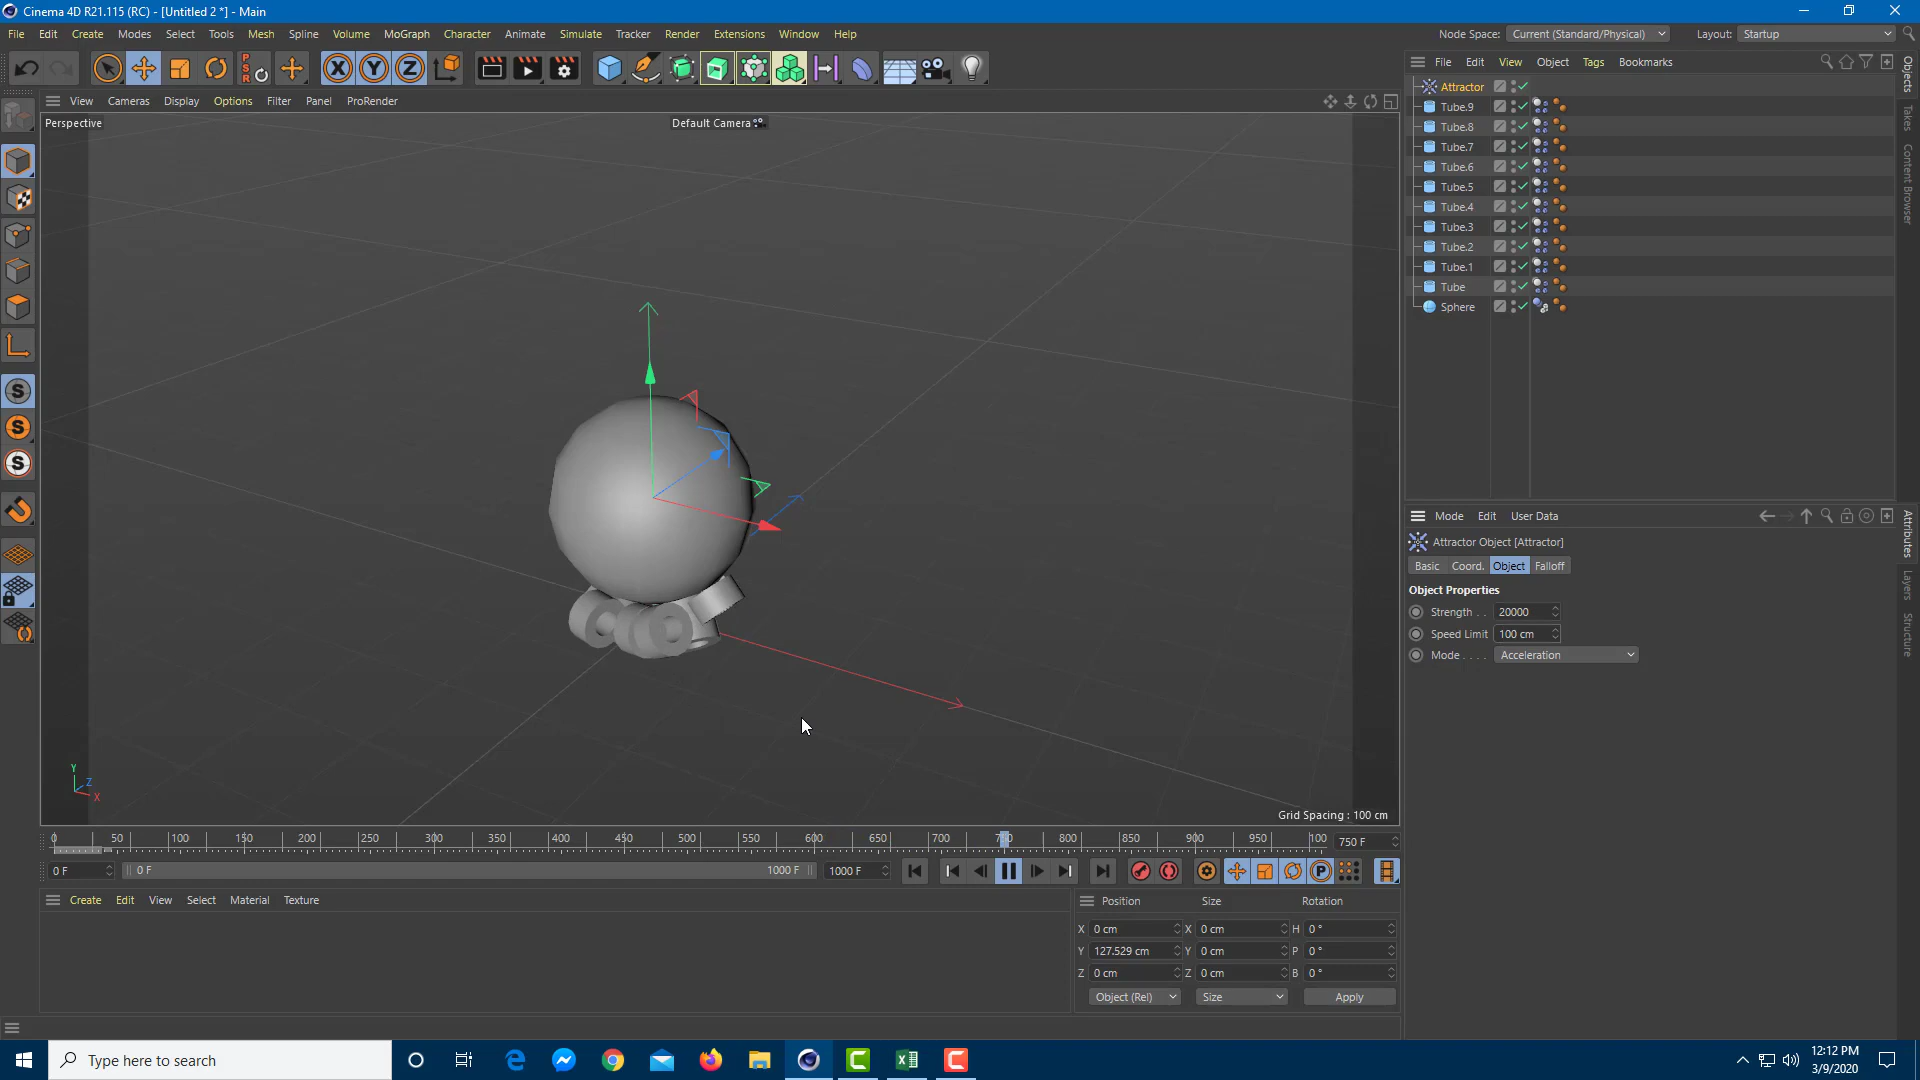 Cinema 4D R21.115 (RC) - [Untitled 2 *] - Main
File Edit Create Modes Select Tools Mesh Spline Volume MoGraph Character Animate Simulate Tracker Render Extensions Window Help
Node Space: Current (Standard/Physical) Layout: Startup
File Edit View Object Tags Bookmarks
Attractor
Tube.9
Tube.8
Tube.7
Tube.6
Tube.5
Tube.4
Tube.3
Tube.2
Tube.1
Tube
Sphere
Objects
Takes
Content Browser
View Cameras Display Options Filter Panel ProRender
Perspective
Default Camera
Y
Z
X
Grid Spacing : 100 cm
Mode Edit User Data
Attractor Object [Attractor]
Basic Coord. Object Falloff
Object Properties
Strength . . 20000
Speed Limit 100 cm
Mode . . . . Acceleration
Attributes
Layers
Structure
0 50 100 150 200 250 300 350 400 450 500 550 600 650 700 800 850 900 950 100 750 F
0 F 0 F 1000 F 1000 F
Create Edit View Select Material Texture
Position Size Rotation
X 0 cm X 0 cm H 0 °
Y 127.529 cm Y 0 cm P 0 °
Z 0 cm Z 0 cm B 0 °
Object (Rel) Size Apply
Type here to search
12:12 PM
3/9/2020